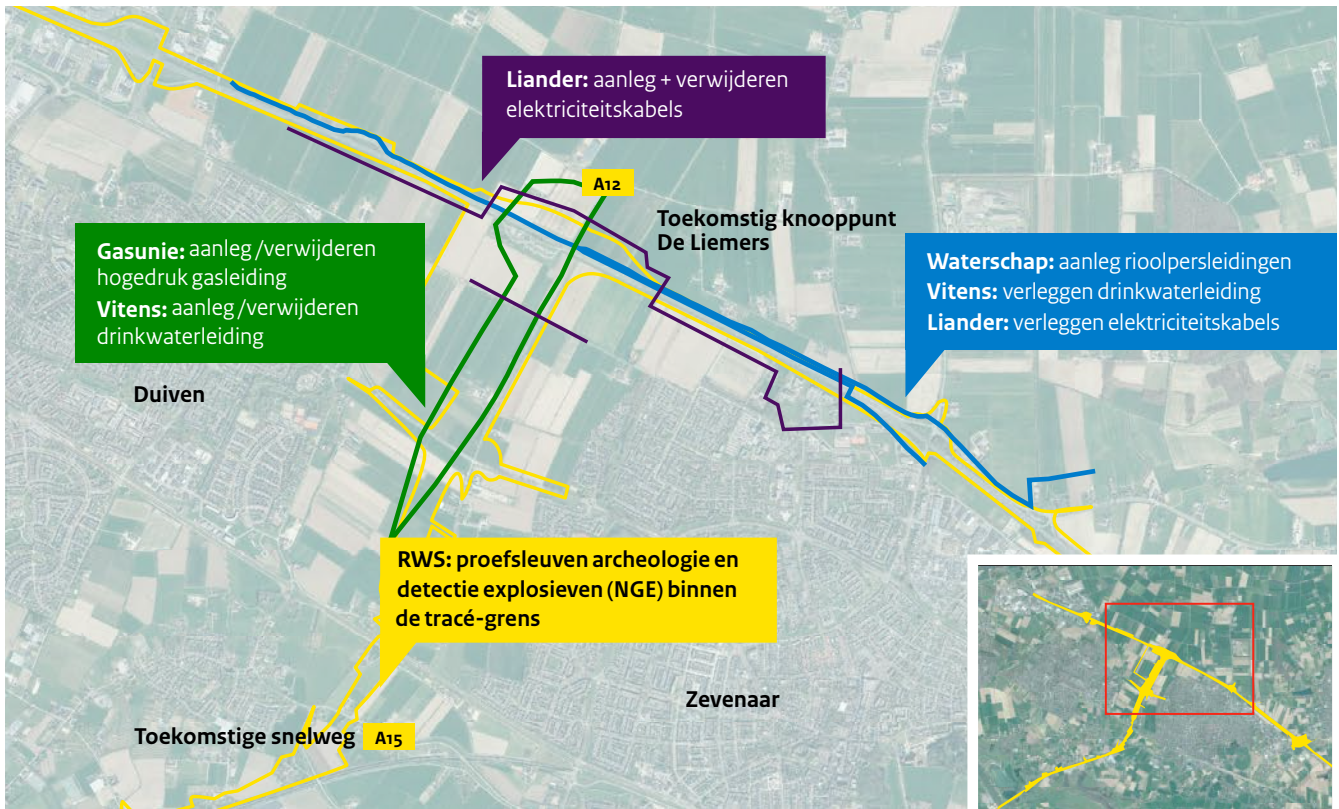 Liander: aanleg + verwijderen
elektriciteitskabels
A12
Toekomstig knooppunt
De Liemers
Gasunie: aanleg /verwijderen
hogedruk gasleiding
Vitens: aanleg /verwijderen
drinkwaterleiding
Waterschap: aanleg rioolpersleidingen
Vitens: verleggen drinkwaterleiding
Liander: verleggen elektriciteitskabels
Duiven
RWS: proefsleuven archeologie en
detectie explosieven (NGE) binnen
de tracé-grens
Zevenaar
Toekomstige snelweg A15